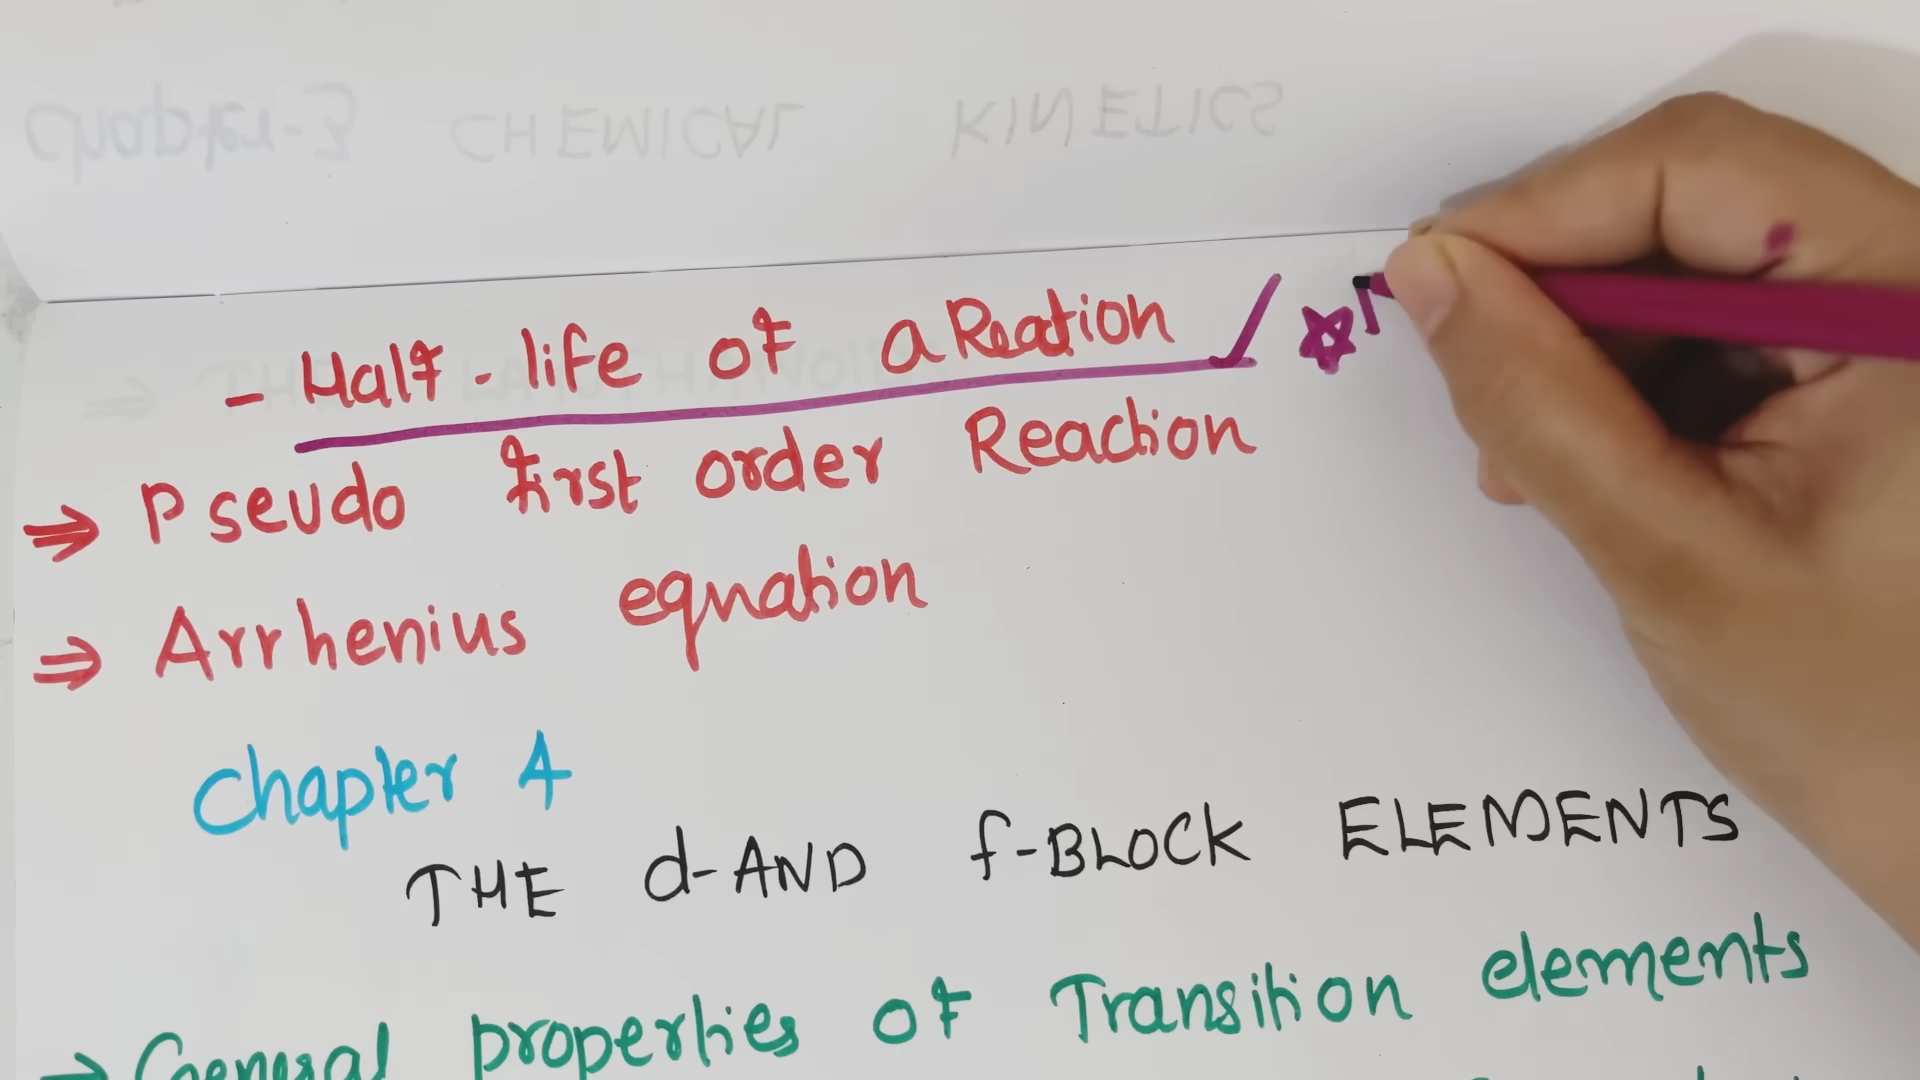 Chapter-3 CHEMICAL KINETICS
- Half-life of a Reation
⇒ Pseudo first order Reaction
⇒ Arrhenius equation
Chapter 4
THE d-AND f-BLOCK ELEMENTS
→ General properties of Transition elements